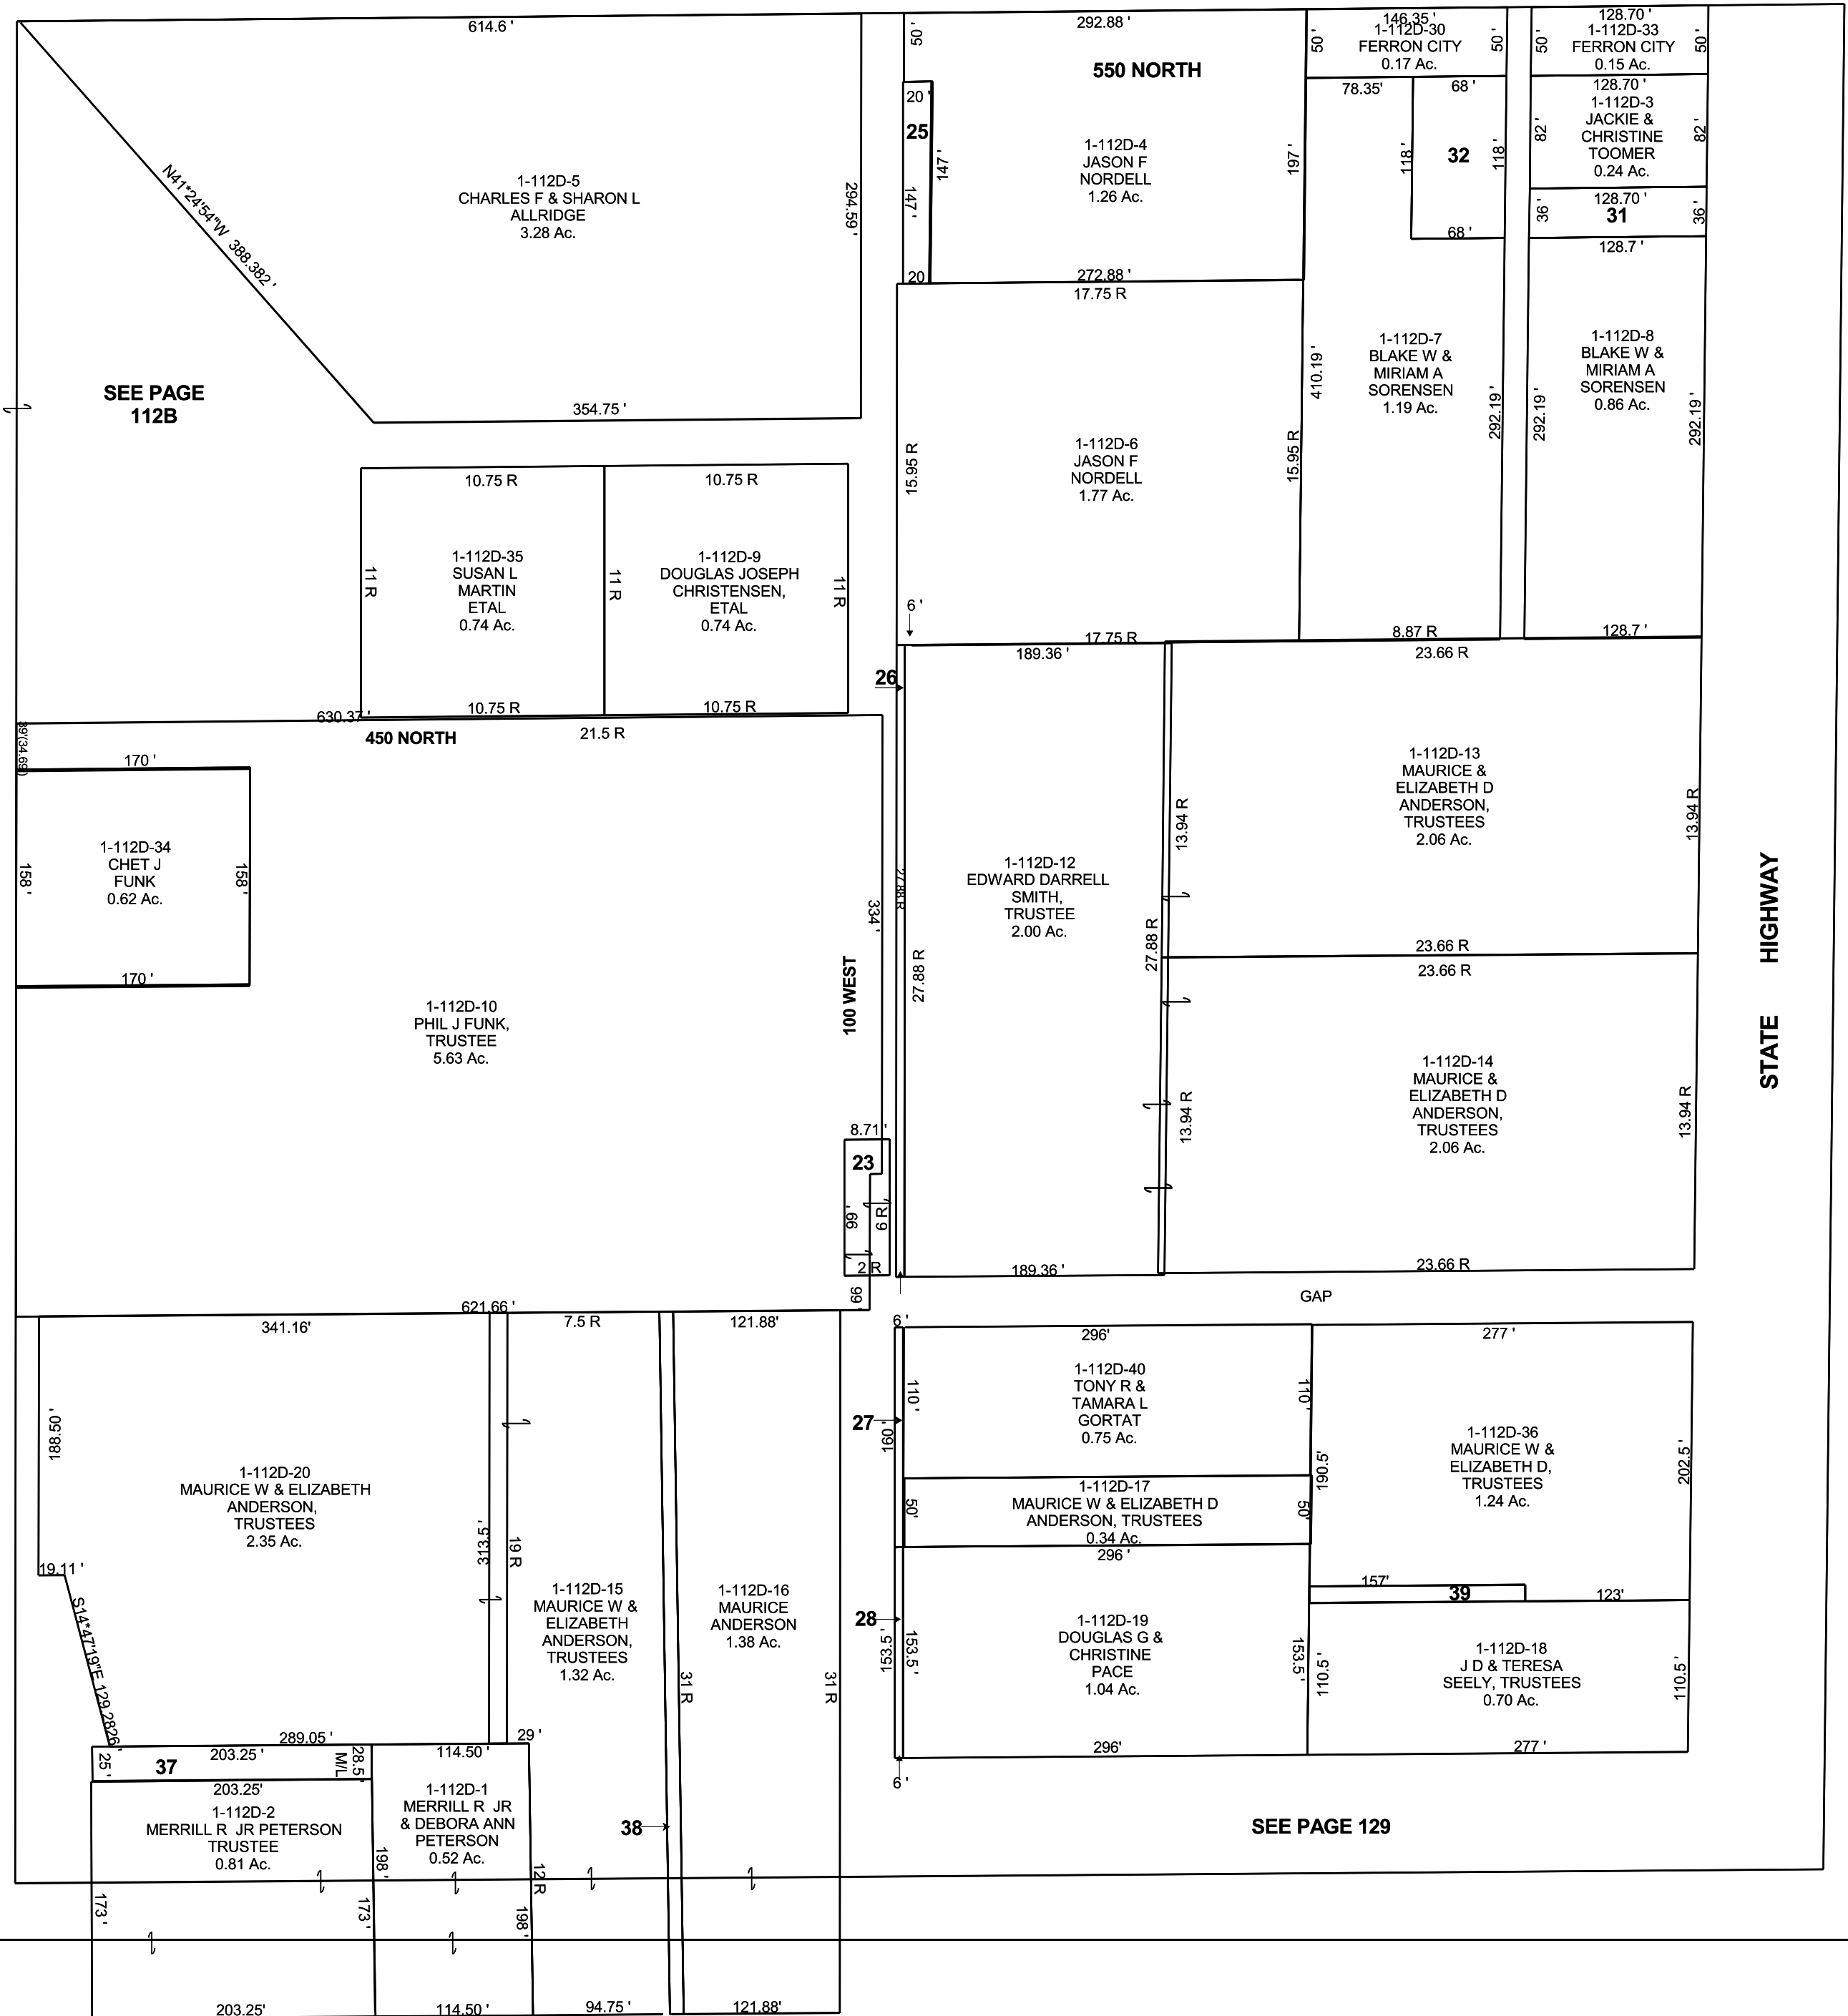 614.6 '
50 '
292.88 '
550 NORTH
146.35'
1-112D-30
FERRON CITY
0.17 Ac.
50 '
50 '
128.70 '
1-112D-33
FERRON CITY
0.15 Ac.
50 '
50 '
1-112D-5
CHARLES F & SHARON L
ALLRIDGE
3.28 Ac.
N41*24'54"W 388.382 '
294.59 '
354.75 '
20 '
25
147 '
147 '
20
1-112D-4
JASON F
NORDELL
1.26 Ac.
197 '
272.88 '
78.35'
68 '
118 '
32
118 '
68 '
128.70 '
1-112D-3
JACKIE &
CHRISTINE
TOOMER
0.24 Ac.
82 '
82 '
128.70 '
31
36 '
36 '
128.7'
SEE PAGE
112B
17.75 R
1-112D-6
JASON F
NORDELL
1.77 Ac.
15.95 R
15.95 R
6 '
17.75 R
410.19 '
1-112D-7
BLAKE W &
MIRIAM A
SORENSEN
1.19 Ac.
292.19 '
8.87 R
292.19 '
1-112D-8
BLAKE W &
MIRIAM A
SORENSEN
0.86 Ac.
292.19 '
128.7 '
10.75 R
10.75 R
11 R
1-112D-35
SUSAN L
MARTIN
ETAL
0.74 Ac.
11 R
1-112D-9
DOUGLAS JOSEPH
CHRISTENSEN,
ETAL
0.74 Ac.
11 R
10.75 R
10.75 R
630.37 '
450 NORTH
21.5 R
39'(34.69)
170 '
158 '
1-112D-34
CHET J
FUNK
0.62 Ac.
158 '
170 '
1-112D-10
PHIL J FUNK,
TRUSTEE
5.63 Ac.
334 '
100 WEST
8.71 '
23
99 '
6 R
2 R
66 '
621.66 '
26
189.36 '
27.88 R
27.88 R
1-112D-12
EDWARD DARRELL
SMITH,
TRUSTEE
2.00 Ac.
27.88 R
189.36 '
23.66 R
13.94 R
1-112D-13
MAURICE &
ELIZABETH D
ANDERSON,
TRUSTEES
2.06 Ac.
13.94 R
23.66 R
23.66 R
13.94 R
1-112D-14
MAURICE &
ELIZABETH D
ANDERSON,
TRUSTEES
2.06 Ac.
13.94 R
23.66 R
STATE HIGHWAY
GAP
341.16'
188.50 '
1-112D-20
MAURICE W & ELIZABETH
ANDERSON,
TRUSTEES
2.35 Ac.
313.5 '
19.11 '
S14*47'19"E 129.2826 '
289.05 '
7.5 R
19 R
1-112D-15
MAURICE W &
ELIZABETH
ANDERSON,
TRUSTEES
1.32 Ac.
29 '
121.88'
1-112D-16
MAURICE
ANDERSON
1.38 Ac.
31 R
31 R
38
6 '
27
160 '
296'
110 '
1-112D-40
TONY R &
TAMARA L
GORTAT
0.75 Ac.
110 '
50'
1-112D-17
MAURICE W & ELIZABETH D
ANDERSON, TRUSTEES
0.34 Ac.
50'
296 '
28
153.5 '
153.5 '
1-112D-19
DOUGLAS G &
CHRISTINE
PACE
1.04 Ac.
153.5 '
296'
6 '
277 '
190.5'
1-112D-36
MAURICE W &
ELIZABETH D,
TRUSTEES
1.24 Ac.
202.5 '
157'
39
123'
110.5'
1-112D-18
J D & TERESA
SEELY, TRUSTEES
0.70 Ac.
110.5 '
277 '
25 '
203.25 '
37
28.5 '
M/L
203.25'
1-112D-2
MERRILL R JR PETERSON
TRUSTEE
0.81 Ac.
173 '
173 '
203.25'
114.50 '
1-112D-1
MERRILL R JR
& DEBORA ANN
PETERSON
0.52 Ac.
198 '
12 R
198 '
114.50 '
94.75 '
121.88'
SEE PAGE 129